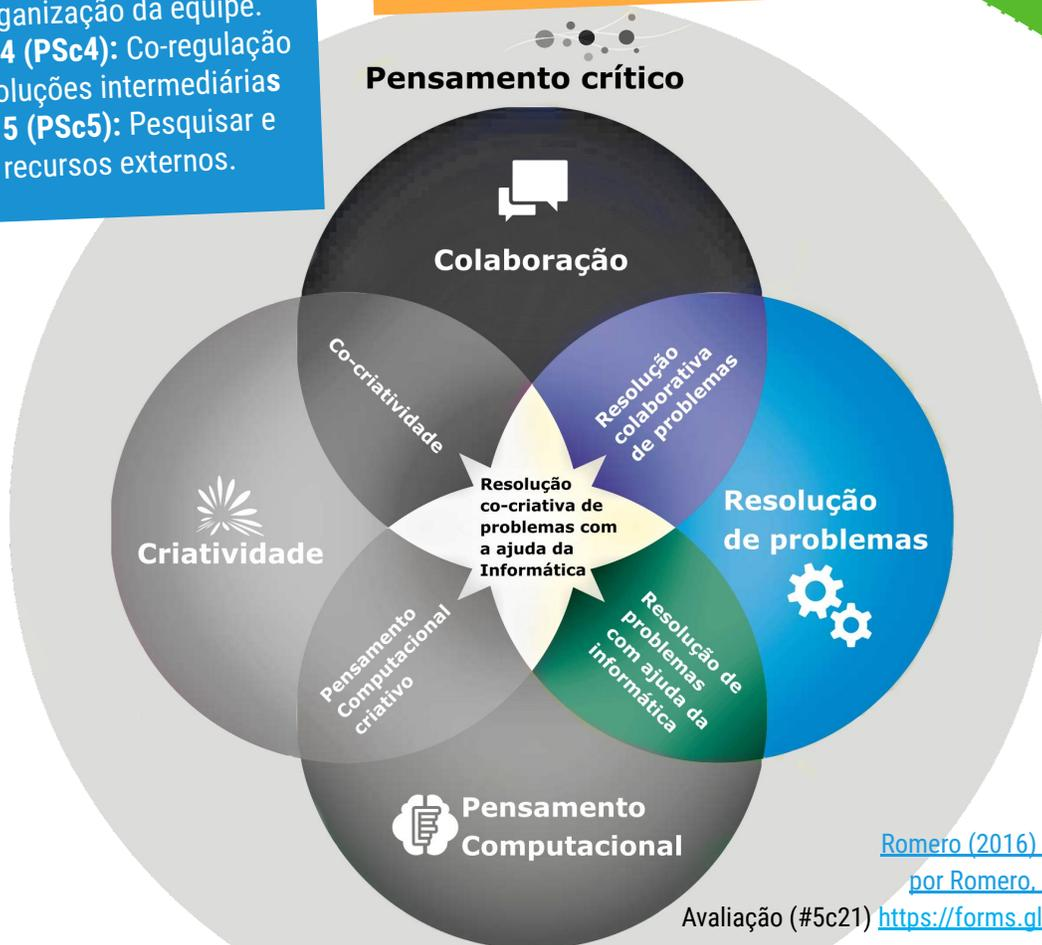 ganização da equipe.
4 (PSc4): Co-regulação
oluções intermediárias
5 (PSc5): Pesquisar e
recursos externos.
Pensamento crítico
Colaboração
Co-criatividade
Resolução
colaborativa
de problemas
Criatividade
Resolução
co-criativa de
problemas com
a ajuda da
Informática
Resolução
de problemas
Pensamento
Computacional
criativo
Resolução de
problemas
com ajuda da
informática
Pensamento
Computacional
Romero (2016)
por Romero,
Avaliação (#5c21) https://forms.gl